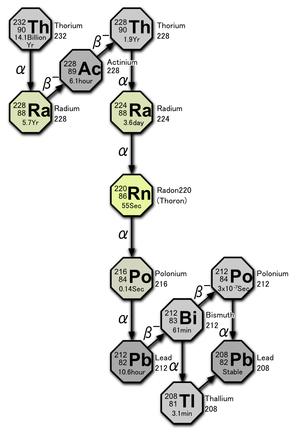 232
90 Th
14.1Billion
Yr
Thorium
232
β⁻
228
90 Th
1.9Yr
Thorium
228
α
228
89 Ac
6.1hour
Actinium
228
β⁻
α
228
88 Ra
5.7Yr
Radium
228
224
88 Ra
3.6day
Radium
224
α
220
86 Rn
55Sec
Radon220
(Thoron)
α
216
84 Po
0.14Sec
Polonium
216
212
84 Po
3x10⁻⁷Sec
Polonium
212
β⁻
α
212
83 Bi
61min
Bismuth
212
β⁻
α
212
82 Pb
10.6hour
Lead
212
α
208
82 Pb
Stable
Lead
208
208
81 Tl
3.1min
Thallium
208